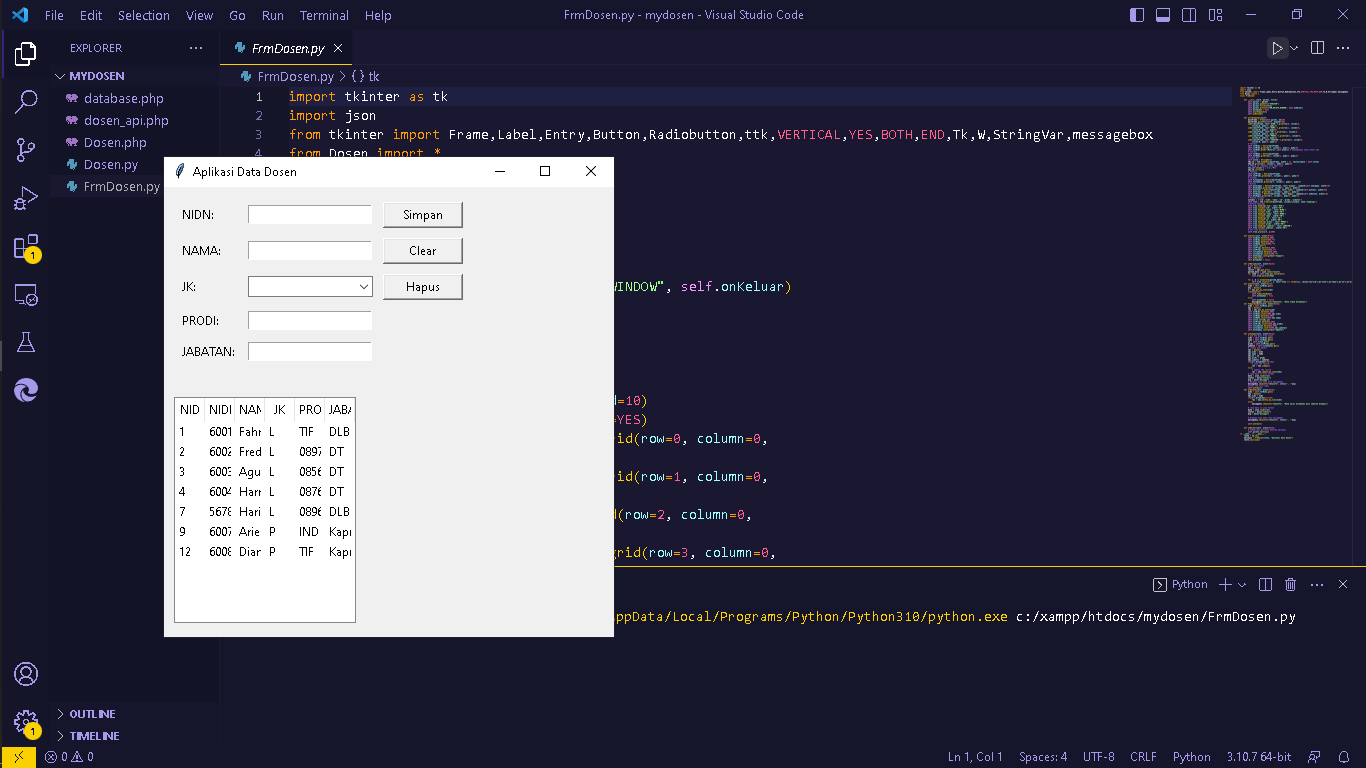 File Edit Selection View Go Run Terminal Help FrmDosen.py - mydosen - Visual Studio Code
EXPLORER
FrmDosen.py
MYDOSEN
FrmDosen.py > {} tk
database.php
dosen_api.php
Dosen.php
Dosen.py
FrmDosen.py
1 import tkinter as tk
2 import json
3 from tkinter import Frame,Label,Entry,Button,Radiobutton,ttk,VERTICAL,YES,BOTH,END,Tk,W,StringVar,messagebox
4 from Dosen import *
Aplikasi Data Dosen
NIDN: Simpan
NAMA: Clear
JK: Hapus
PRODI:
JABATAN:
NID NIDI NAM JK PRO JABA
1 6001 Fahr L TIF DLB
2 6002 Fred L 0897 DT
3 6003 Agu L 0856 DT
4 6004 Harr L 0876 DT
7 5678 Hari L 0896 DLB
9 6007 Arie P IND Kapr
12 6008 Dian P TIF Kapr
WINDOW", self.onKeluar)
=10)
=YES)
rid(row=0, column=0,
rid(row=1, column=0,
d(row=2, column=0,
grid(row=3, column=0,
Python
ppData/Local/Programs/Python/Python310/python.exe c:/xampp/htdocs/mydosen/FrmDosen.py
1
1
OUTLINE
TIMELINE
0 0 Ln 1, Col 1 Spaces: 4 UTF-8 CRLF Python 3.10.7 64-bit